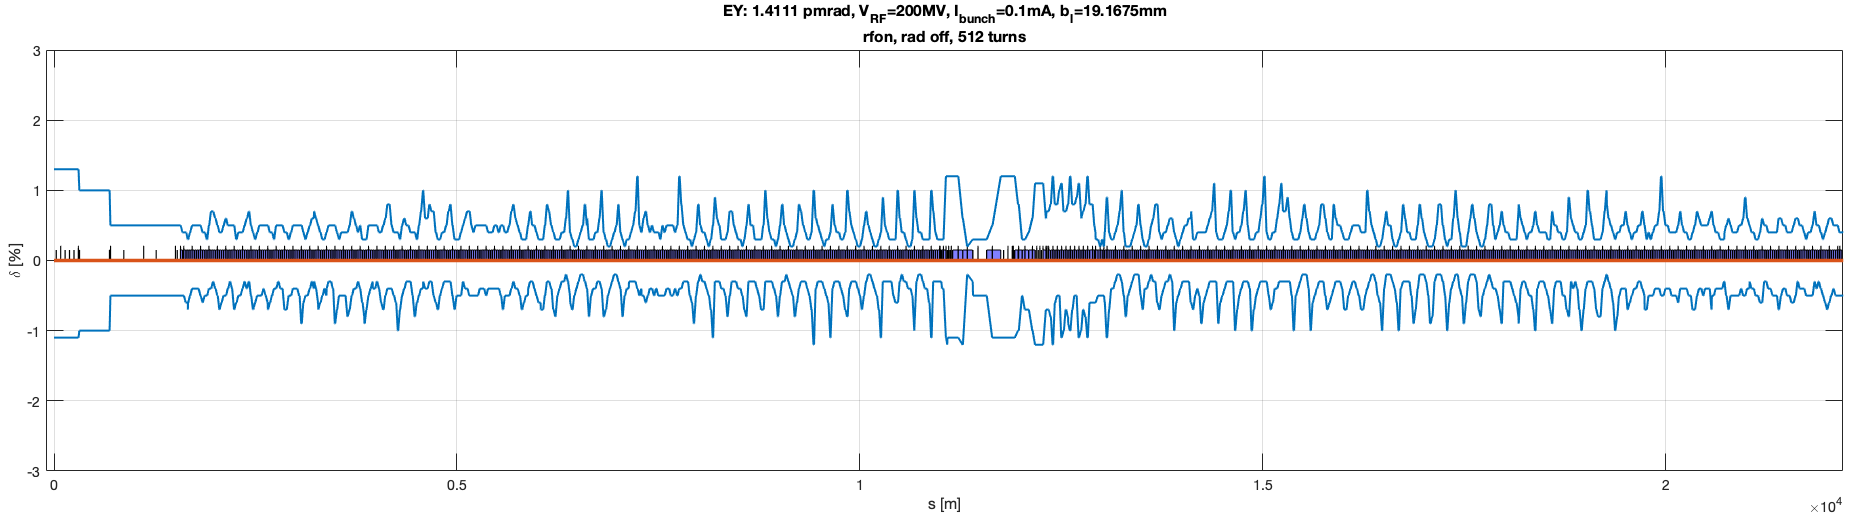 EY: 1.4111 pmrad, V_RF=200MV, I_bunch=0.1mA, b_l=19.1675mm
rfon, rad off, 512 turns
3
2
1
0
-1
-2
-3
δ [%]
0 0.5 1 1.5 2
s [m]
×10^4